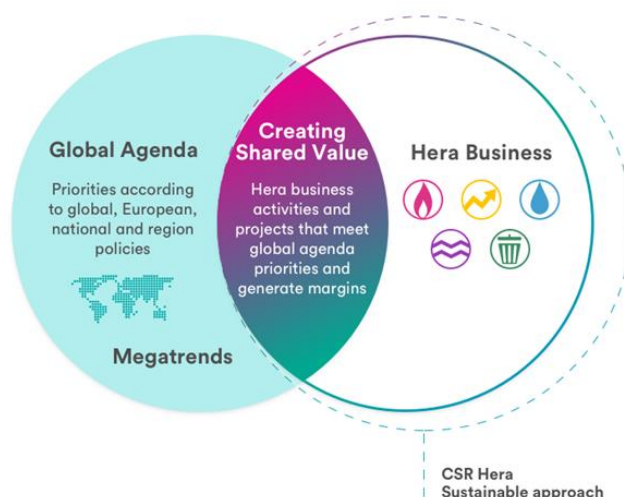 Global Agenda
Priorities according
to global, European,
national and region
policies
Megatrends
Creating
Shared Value
Hera business
activities and
projects that meet
global agenda
priorities and
generate margins
Hera Business
CSR Hera
Sustainable approach